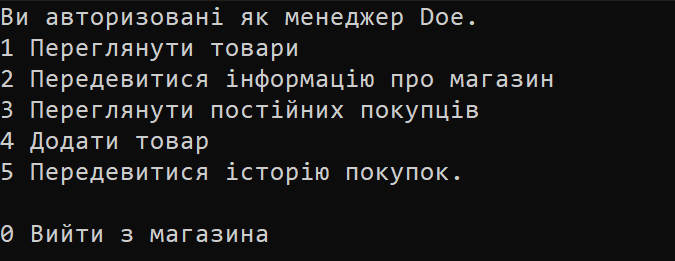 Ви авторизовані як менеджер Doe.
1 Переглянути товари
2 Передевитися інформацію про магазин
3 Переглянути постійних покупців
4 Додати товар
5 Передевитися історію покупок.
0 Вийти з магазина